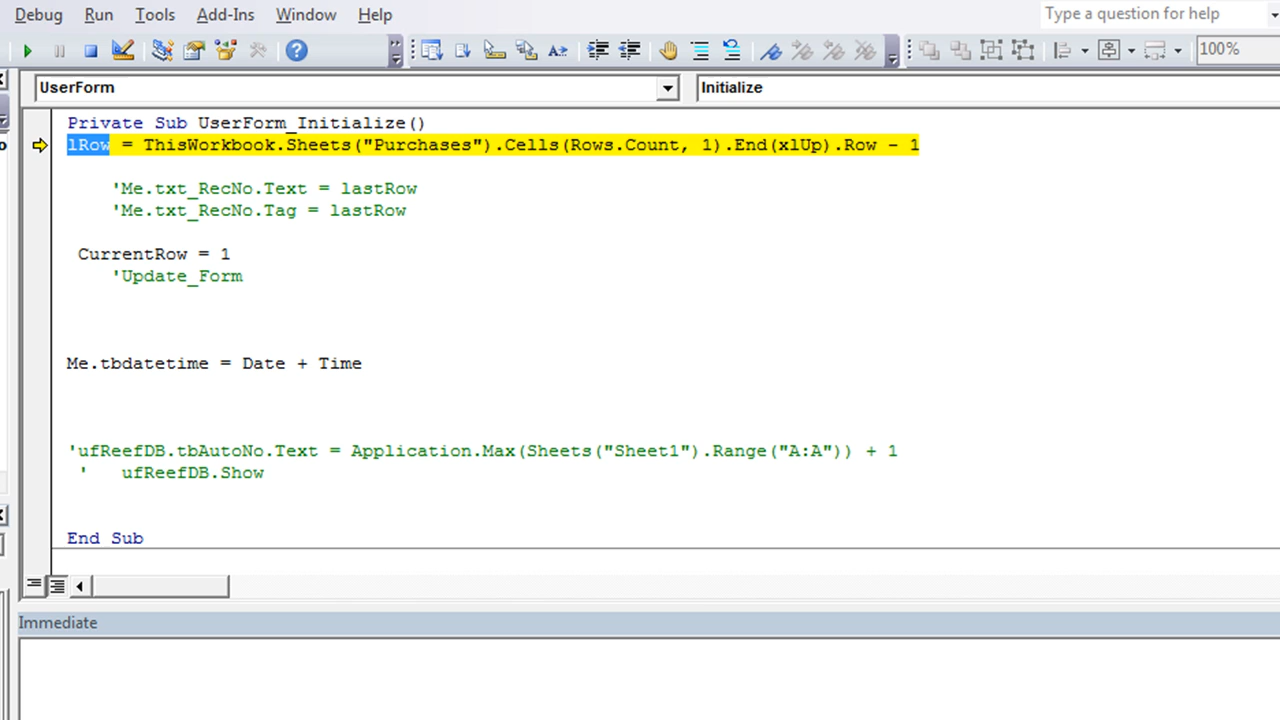 Debug Run Tools Add-Ins Window Help Type a question for help
100%
UserForm Initialize
Private Sub UserForm_Initialize()
lRow = ThisWorkbook.Sheets("Purchases").Cells(Rows.Count, 1).End(xlUp).Row - 1
'Me.txt_RecNo.Text = lastRow
'Me.txt_RecNo.Tag = lastRow
CurrentRow = 1
'Update_Form
Me.tbdatetime = Date + Time
'ufReefDB.tbAutoNo.Text = Application.Max(Sheets("Sheet1").Range("A:A")) + 1
' ufReefDB.Show
End Sub
Immediate